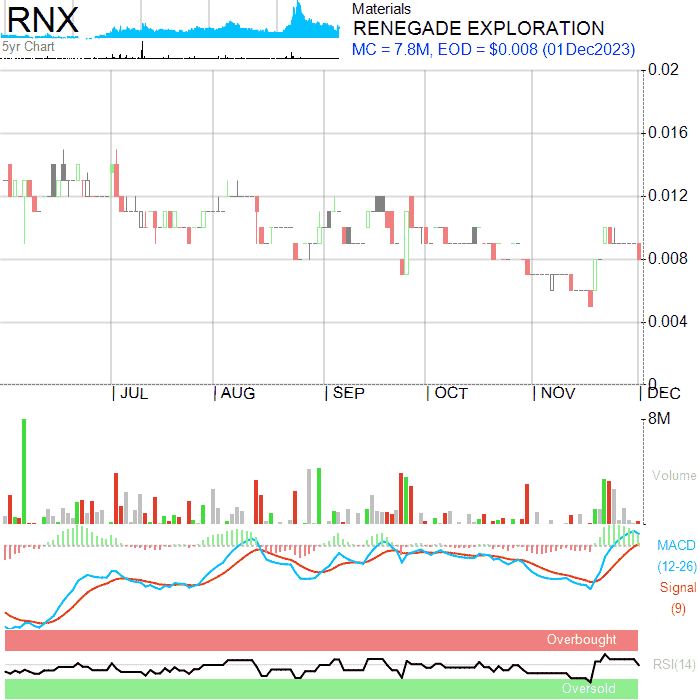 RNX
5yr Chart
Materials
RENEGADE EXPLORATION
MC = 7.8M, EOD = $0.008 (01Dec2023)
0.02
0.016
0.012
0.008
0.004
0
JUL AUG SEP OCT NOV DEC
8M
Volume
MACD
(12-26)
Signal
(9)
Overbought
RSI(14)
Oversold